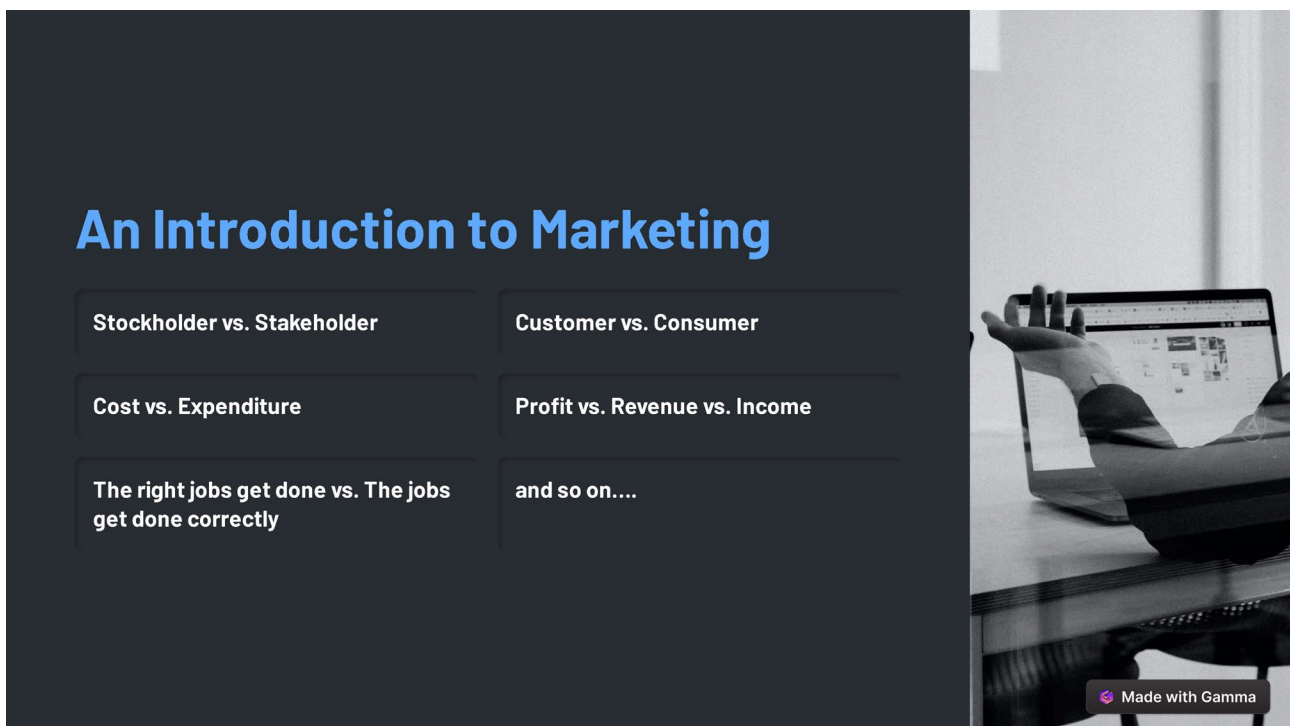 An Introduction to Marketing
Stockholder vs. Stakeholder
Customer vs. Consumer
Cost vs. Expenditure
Profit vs. Revenue vs. Income
The right jobs get done vs. The jobs
get done correctly
and so on....
Made with Gamma